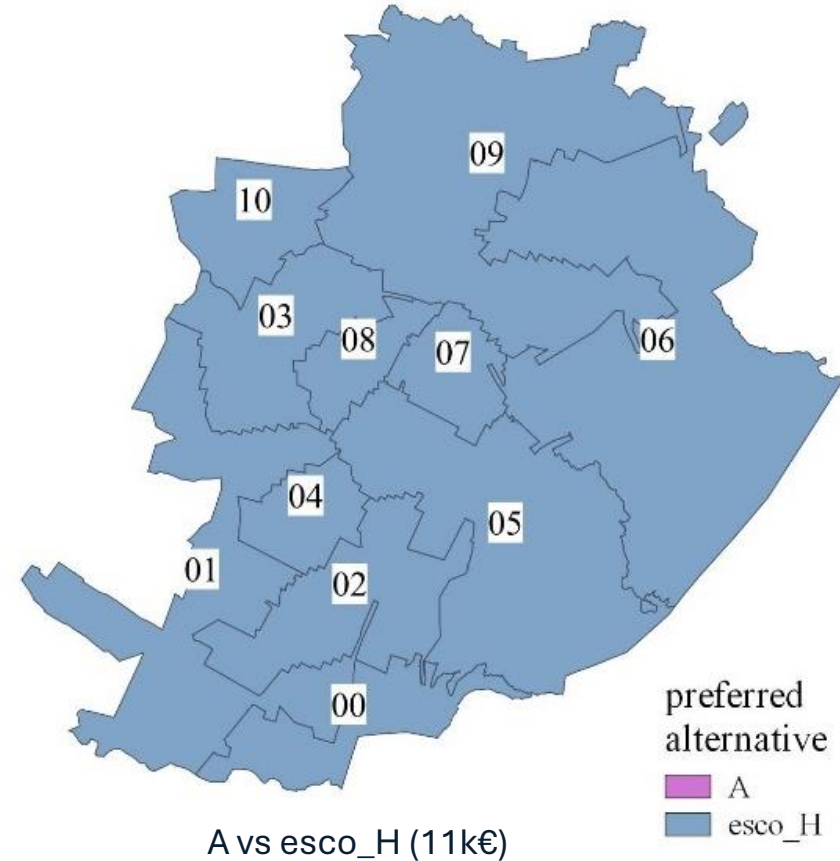 09
10
03
08
07
06
04
05
01
02
00
preferred
alternative
A
esco_H
A vs esco_H (11k€)